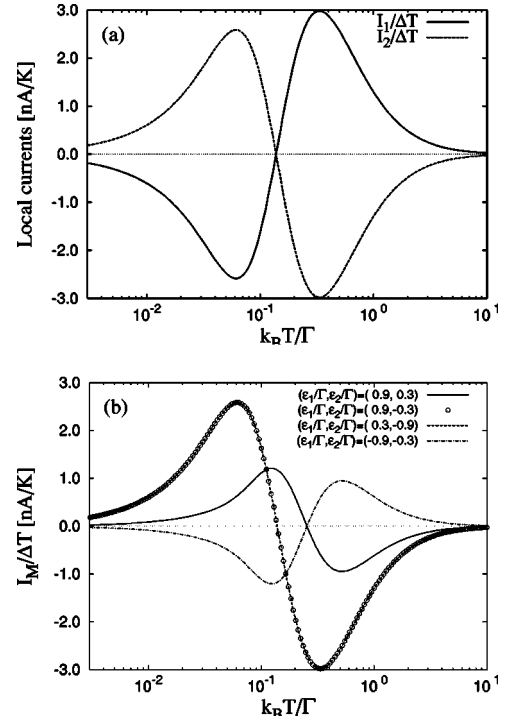 (a)
I₁/ΔT
I₂/ΔT
Local currents [nA/K]
3.0
2.0
1.0
0.0
-1.0
-2.0
-3.0
10⁻² 10⁻¹ 10⁰ 10¹
k_BT/Γ
(b)
(ε₁/Γ,ε₂/Γ)=( 0.9, 0.3)
(ε₁/Γ,ε₂/Γ)=( 0.9,-0.3)
(ε₁/Γ,ε₂/Γ)=( 0.3,-0.9)
(ε₁/Γ,ε₂/Γ)=(-0.9,-0.3)
I_M/ΔT [nA/K]
3.0
2.0
1.0
0.0
-1.0
-2.0
-3.0
10⁻² 10⁻¹ 10⁰ 10¹
k_BT/Γ